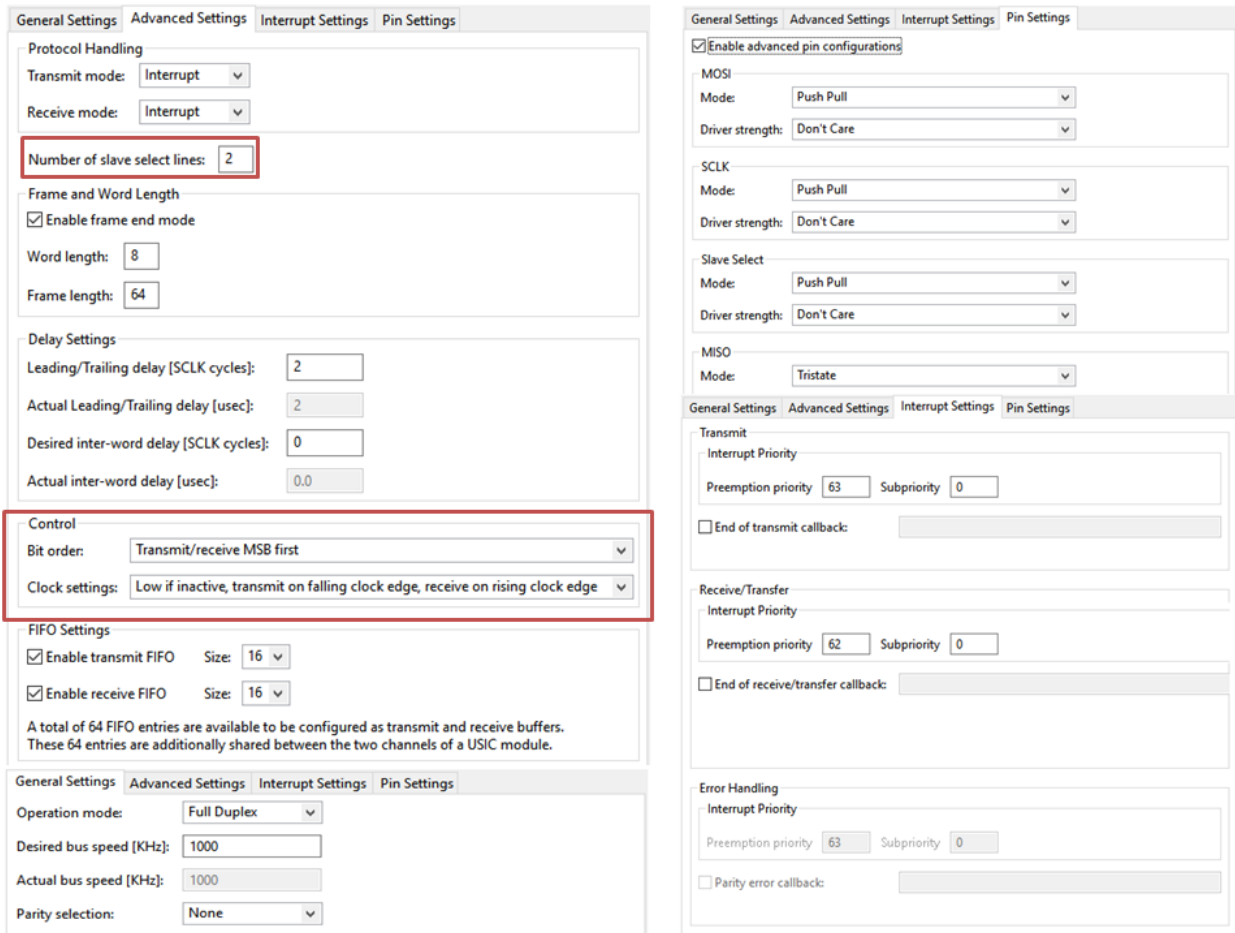 General Settings Advanced Settings Interrupt Settings Pin Settings
Protocol Handling
Transmit mode: Interrupt
Receive mode: Interrupt
Number of slave select lines: 2
Frame and Word Length
Enable frame end mode
Word length: 8
Frame length: 64
Delay Settings
Leading/Trailing delay [SCLK cycles]: 2
Actual Leading/Trailing delay [usec]: 2
Desired inter-word delay [SCLK cycles]: 0
Actual inter-word delay [usec]: 0.0
Control
Bit order: Transmit/receive MSB first
Clock settings: Low if inactive, transmit on falling clock edge, receive on rising clock edge
FIFO Settings
Enable transmit FIFO Size: 16
Enable receive FIFO Size: 16
A total of 64 FIFO entries are available to be configured as transmit and receive buffers.
These 64 entries are additionally shared between the two channels of a USIC module.
General Settings Advanced Settings Interrupt Settings Pin Settings
Operation mode: Full Duplex
Desired bus speed [KHz]: 1000
Actual bus speed [KHz]: 1000
Parity selection: None
General Settings Advanced Settings Interrupt Settings Pin Settings
Enable advanced pin configurations
MOSI
Mode: Push Pull
Driver strength: Don't Care
SCLK
Mode: Push Pull
Driver strength: Don't Care
Slave Select
Mode: Push Pull
Driver strength: Don't Care
MISO
Mode: Tristate
General Settings Advanced Settings Interrupt Settings Pin Settings
Transmit
Interrupt Priority
Preemption priority 63 Subpriority 0
End of transmit callback:
Receive/Transfer
Interrupt Priority
Preemption priority 62 Subpriority 0
End of receive/transfer callback:
Error Handling
Interrupt Priority
Preemption priority 63 Subpriority 0
Parity error callback: